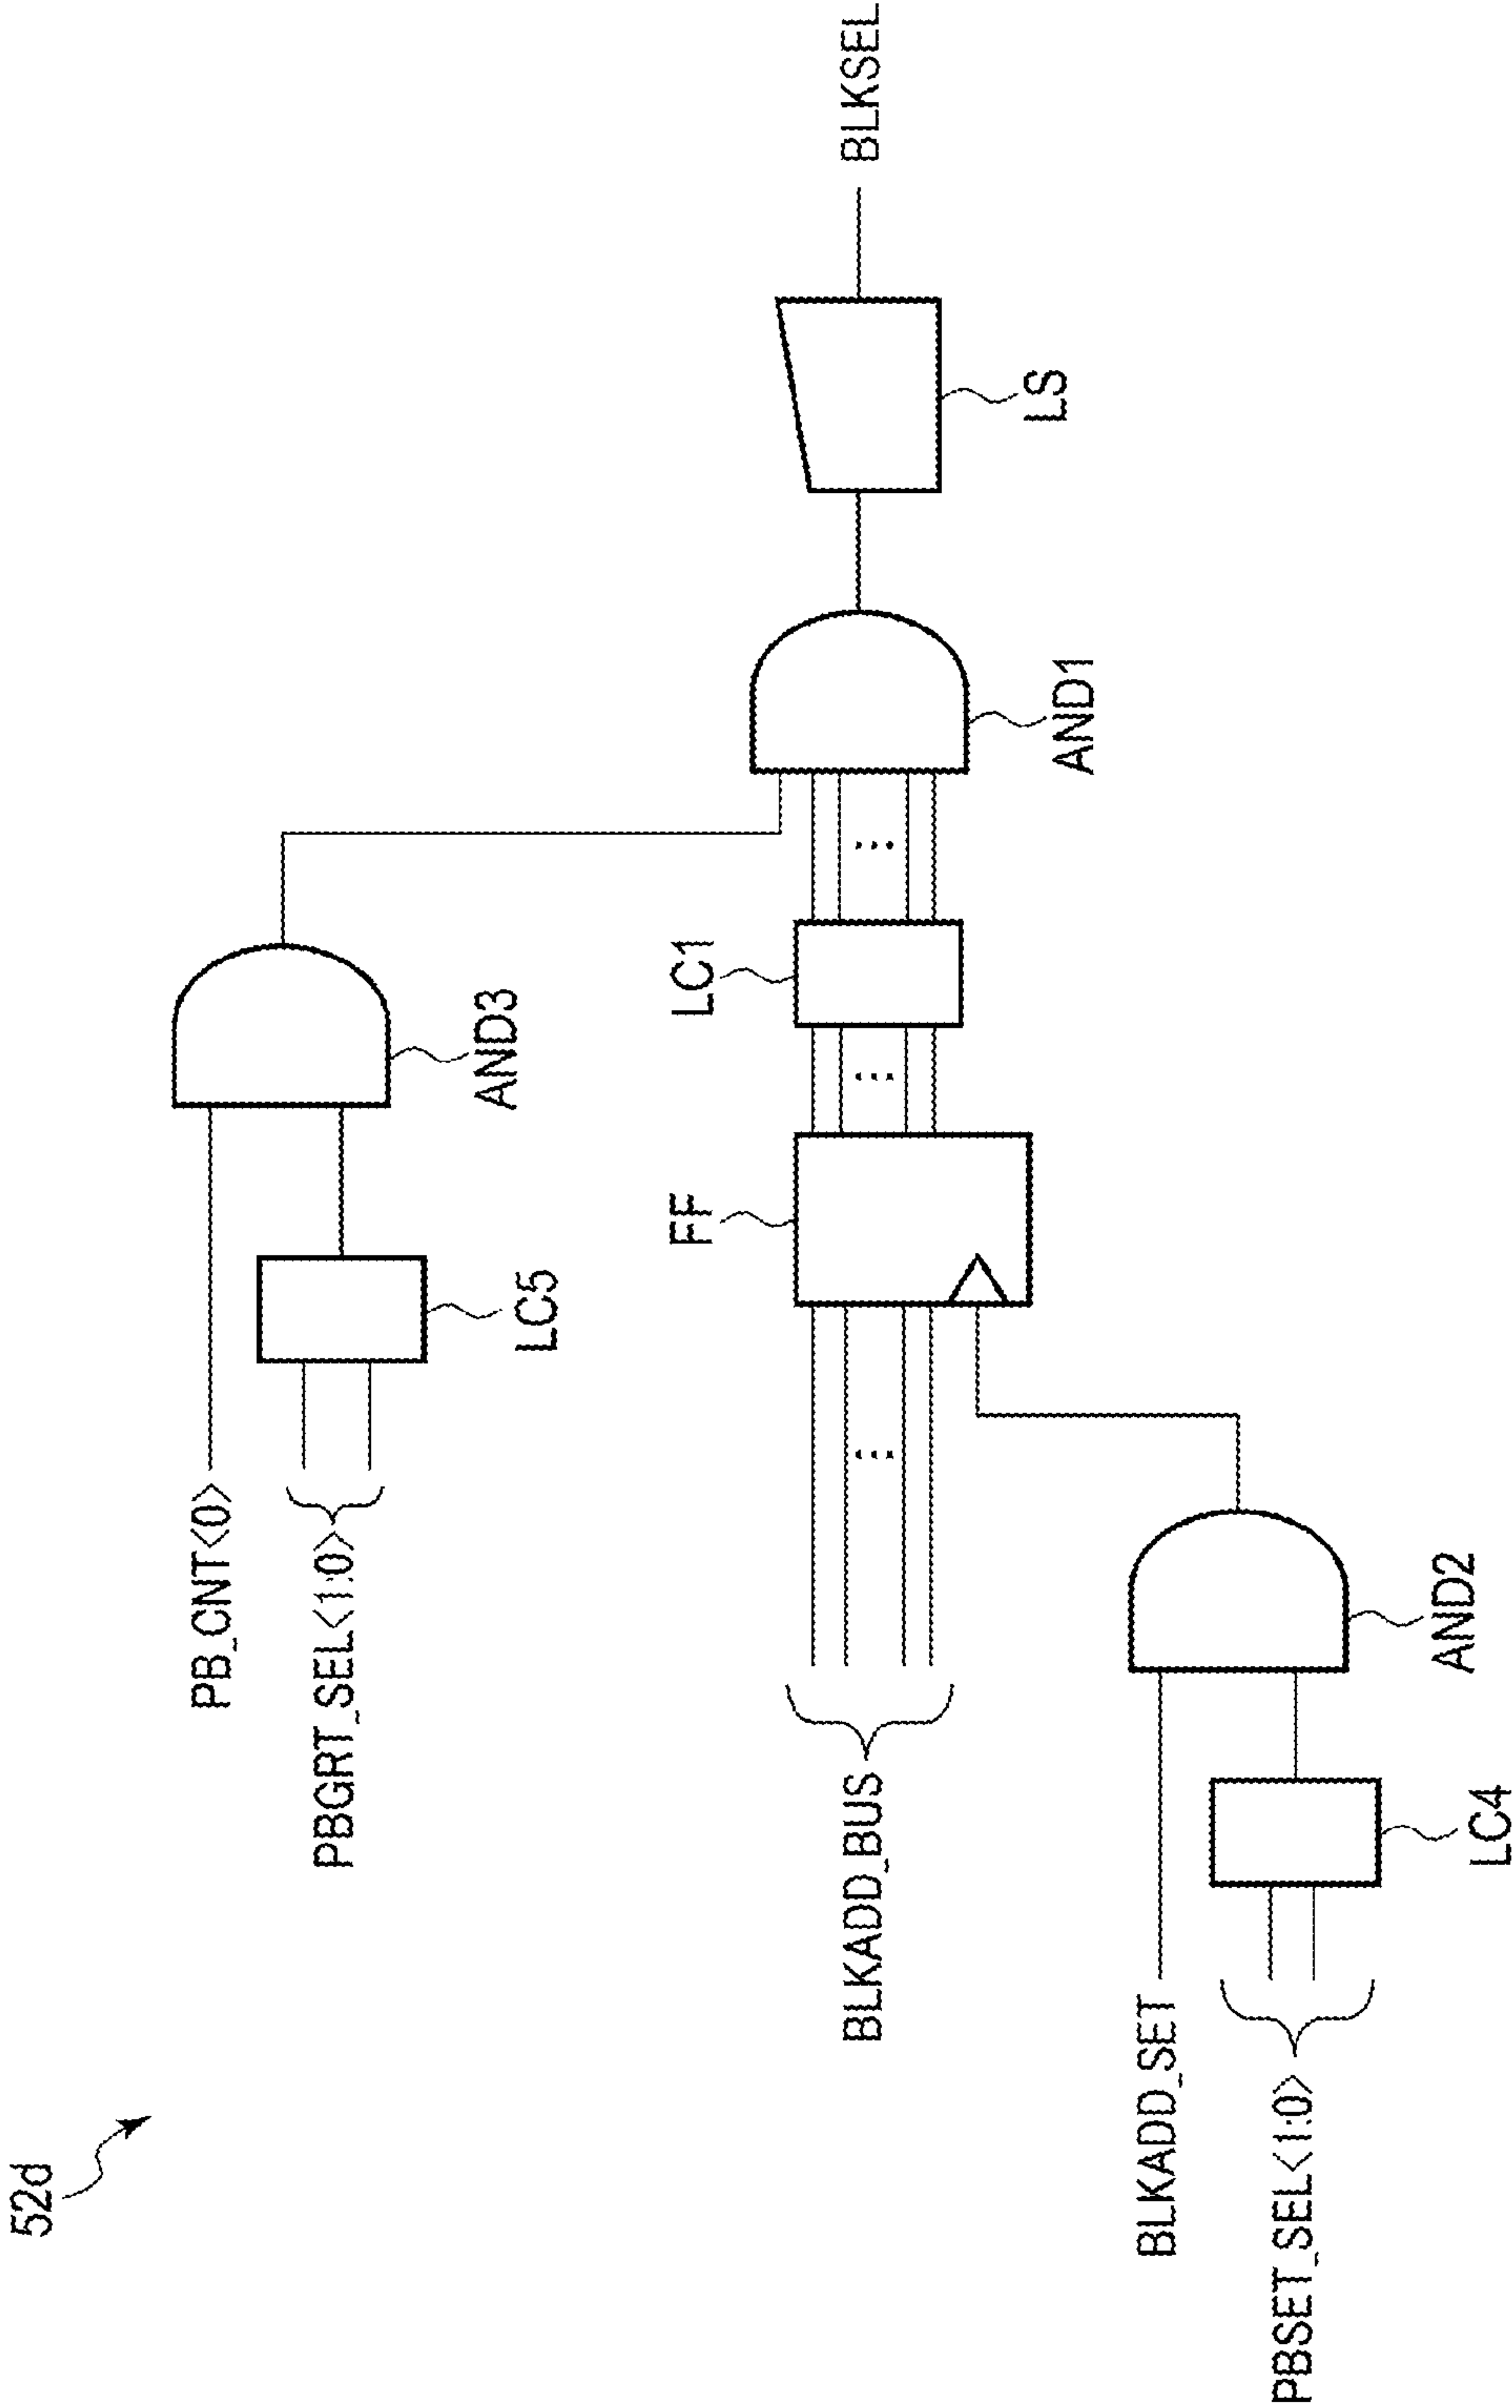 52d
PB_CNT<0>
PBGRT_SEL<1:0>
LC5
AND3
BLKADD_BUS
FF
LC1
AND1
LS
BLKSEL
BLKADD_SET
PBSET_SEL<1:0>
LC4
AND2